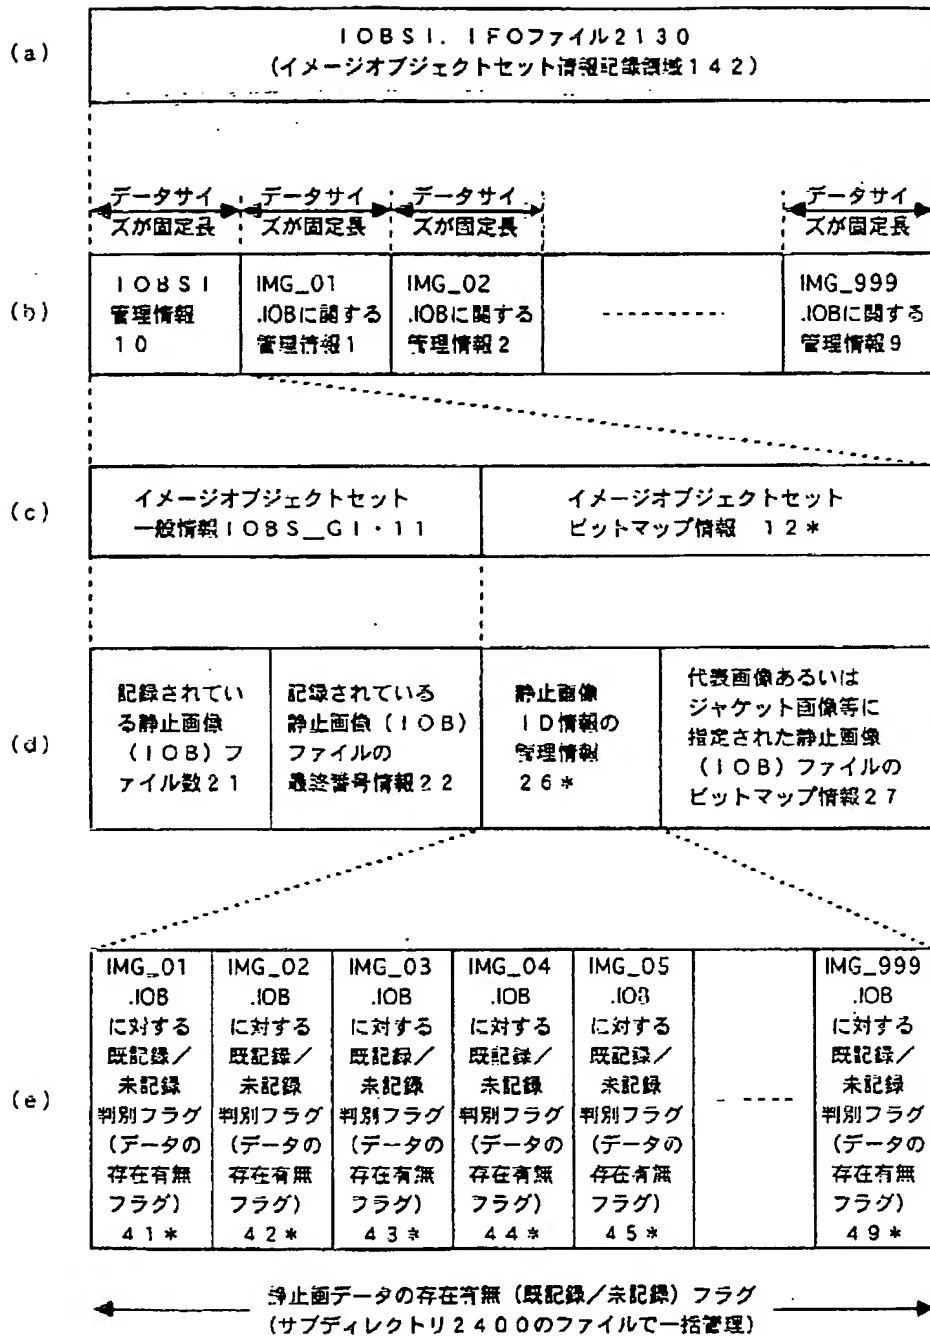 (a)
IOBSI. IFOファイル2130
(イメージオブジェクトセット情報記録領域142)
データサイ
ズが固定長
データサイ
ズが固定長
データサイ
ズが固定長
データサイ
ズが固定長
(b)
IOBSI
管理情報
10
IMG_01
.IOBに関する
管理情報1
IMG_02
.IOBに関する
管理情報2
IMG_999
.IOBに関する
管理情報9
(c)
イメージオブジェクトセット
一般情報IOBS__GI・11
イメージオブジェクトセット
ビットマップ情報 12*
(d)
記録されてい
る静止画像
(IOB)フ
ァイル数21
記録されている
静止画像(IOB)
ファイルの
最終番号情報22
静止画像
ID情報の
管理情報
26*
代表画像あるいは
ジャケット画像等に
指定された静止画像
(IOB)ファイルの
ビットマップ情報27
(e)
IMG_01
.IOB
に対する
既記録/
未記録
判別フラグ
(データの
存在有無
フラグ)
41*
IMG_02
.IOB
に対する
既記録/
未記録
判別フラグ
(データの
存在有無
フラグ)
42*
IMG_03
.IOB
に対する
既記録/
未記録
判別フラグ
(データの
存在有無
フラグ)
43*
IMG_04
.IOB
に対する
既記録/
未記録
判別フラグ
(データの
存在有無
フラグ)
44*
IMG_05
.IOB
に対する
既記録/
未記録
判別フラグ
(データの
存在有無
フラグ)
45*
IMG_999
.IOB
に対する
既記録/
未記録
判別フラグ
(データの
存在有無
フラグ)
49*
静止画データの存在有無(既記録/未記録)フラグ
(サブディレクトリ2400のファイルで一括管理)